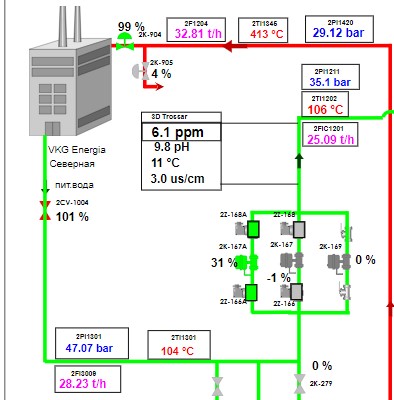 99 %
2K-904
2F1204
32.81 t/h
2TI1345
413 °C
2PI1420
29.12 bar
2K-905
4 %
2PI1211
35.1 bar
2TI1202
106 °C
2FIC1201
25.09 t/h
3D Trossar
6.1 ppm
9.8 pH
11 °C
3.0 us/cm
VKG Energia
Северная
пит.вода
2CV-1004
101 %
2Z-168A
2Z-168
2K-167A
2K-167
2K-169
31 %
-1 %
0 %
2Z-166A
2Z-166
2PI1301
47.07 bar
2TI1301
104 °C
2FI3009
28.23 t/h
0 %
2K-279